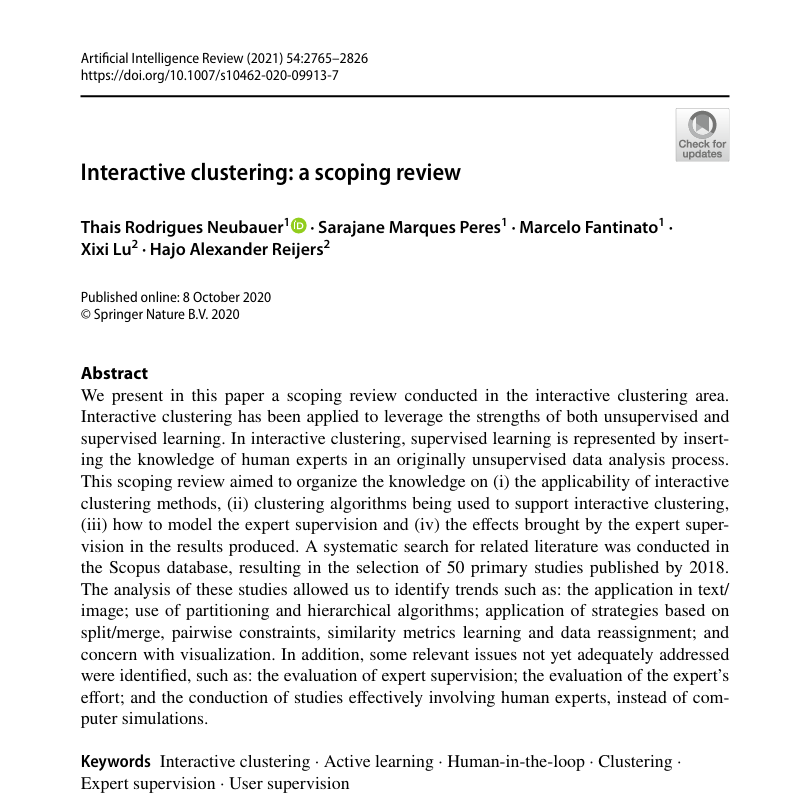 Artificial Intelligence Review (2021) 54:2765–2826
https://doi.org/10.1007/s10462-020-09913-7
Check for
updates
Interactive clustering: a scoping review
Thais Rodrigues Neubauer1 iD · Sarajane Marques Peres1 · Marcelo Fantinato1 ·
Xixi Lu2 · Hajo Alexander Reijers2
Published online: 8 October 2020
© Springer Nature B.V. 2020
Abstract
We present in this paper a scoping review conducted in the interactive clustering area.
Interactive clustering has been applied to leverage the strengths of both unsupervised and
supervised learning. In interactive clustering, supervised learning is represented by insert-
ing the knowledge of human experts in an originally unsupervised data analysis process.
This scoping review aimed to organize the knowledge on (i) the applicability of interactive
clustering methods, (ii) clustering algorithms being used to support interactive clustering,
(iii) how to model the expert supervision and (iv) the effects brought by the expert super-
vision in the results produced. A systematic search for related literature was conducted in
the Scopus database, resulting in the selection of 50 primary studies published by 2018.
The analysis of these studies allowed us to identify trends such as: the application in text/
image; use of partitioning and hierarchical algorithms; application of strategies based on
split/merge, pairwise constraints, similarity metrics learning and data reassignment; and
concern with visualization. In addition, some relevant issues not yet adequately addressed
were identified, such as: the evaluation of expert supervision; the evaluation of the expert's
effort; and the conduction of studies effectively involving human experts, instead of com-
puter simulations.
Keywords Interactive clustering · Active learning · Human-in-the-loop · Clustering ·
Expert supervision · User supervision